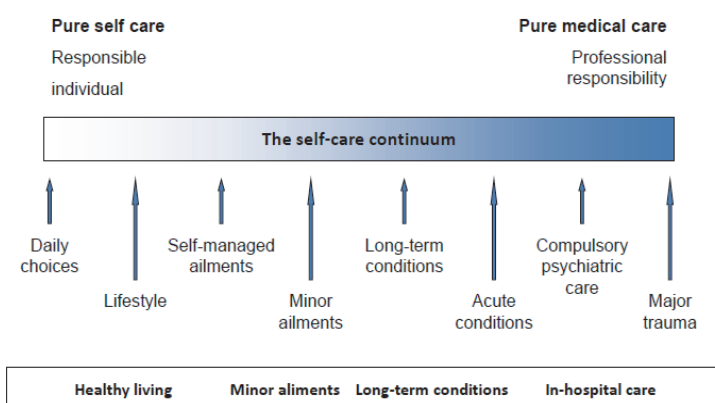 Pure self care
Responsible
individual
Pure medical care
Professional
responsibility
The self-care continuum
Daily
choices
Lifestyle
Self-managed
ailments
Minor
ailments
Long-term
conditions
Acute
conditions
Compulsory
psychiatric
care
Major
trauma
Healthy living Minor aliments Long-term conditions In-hospital care